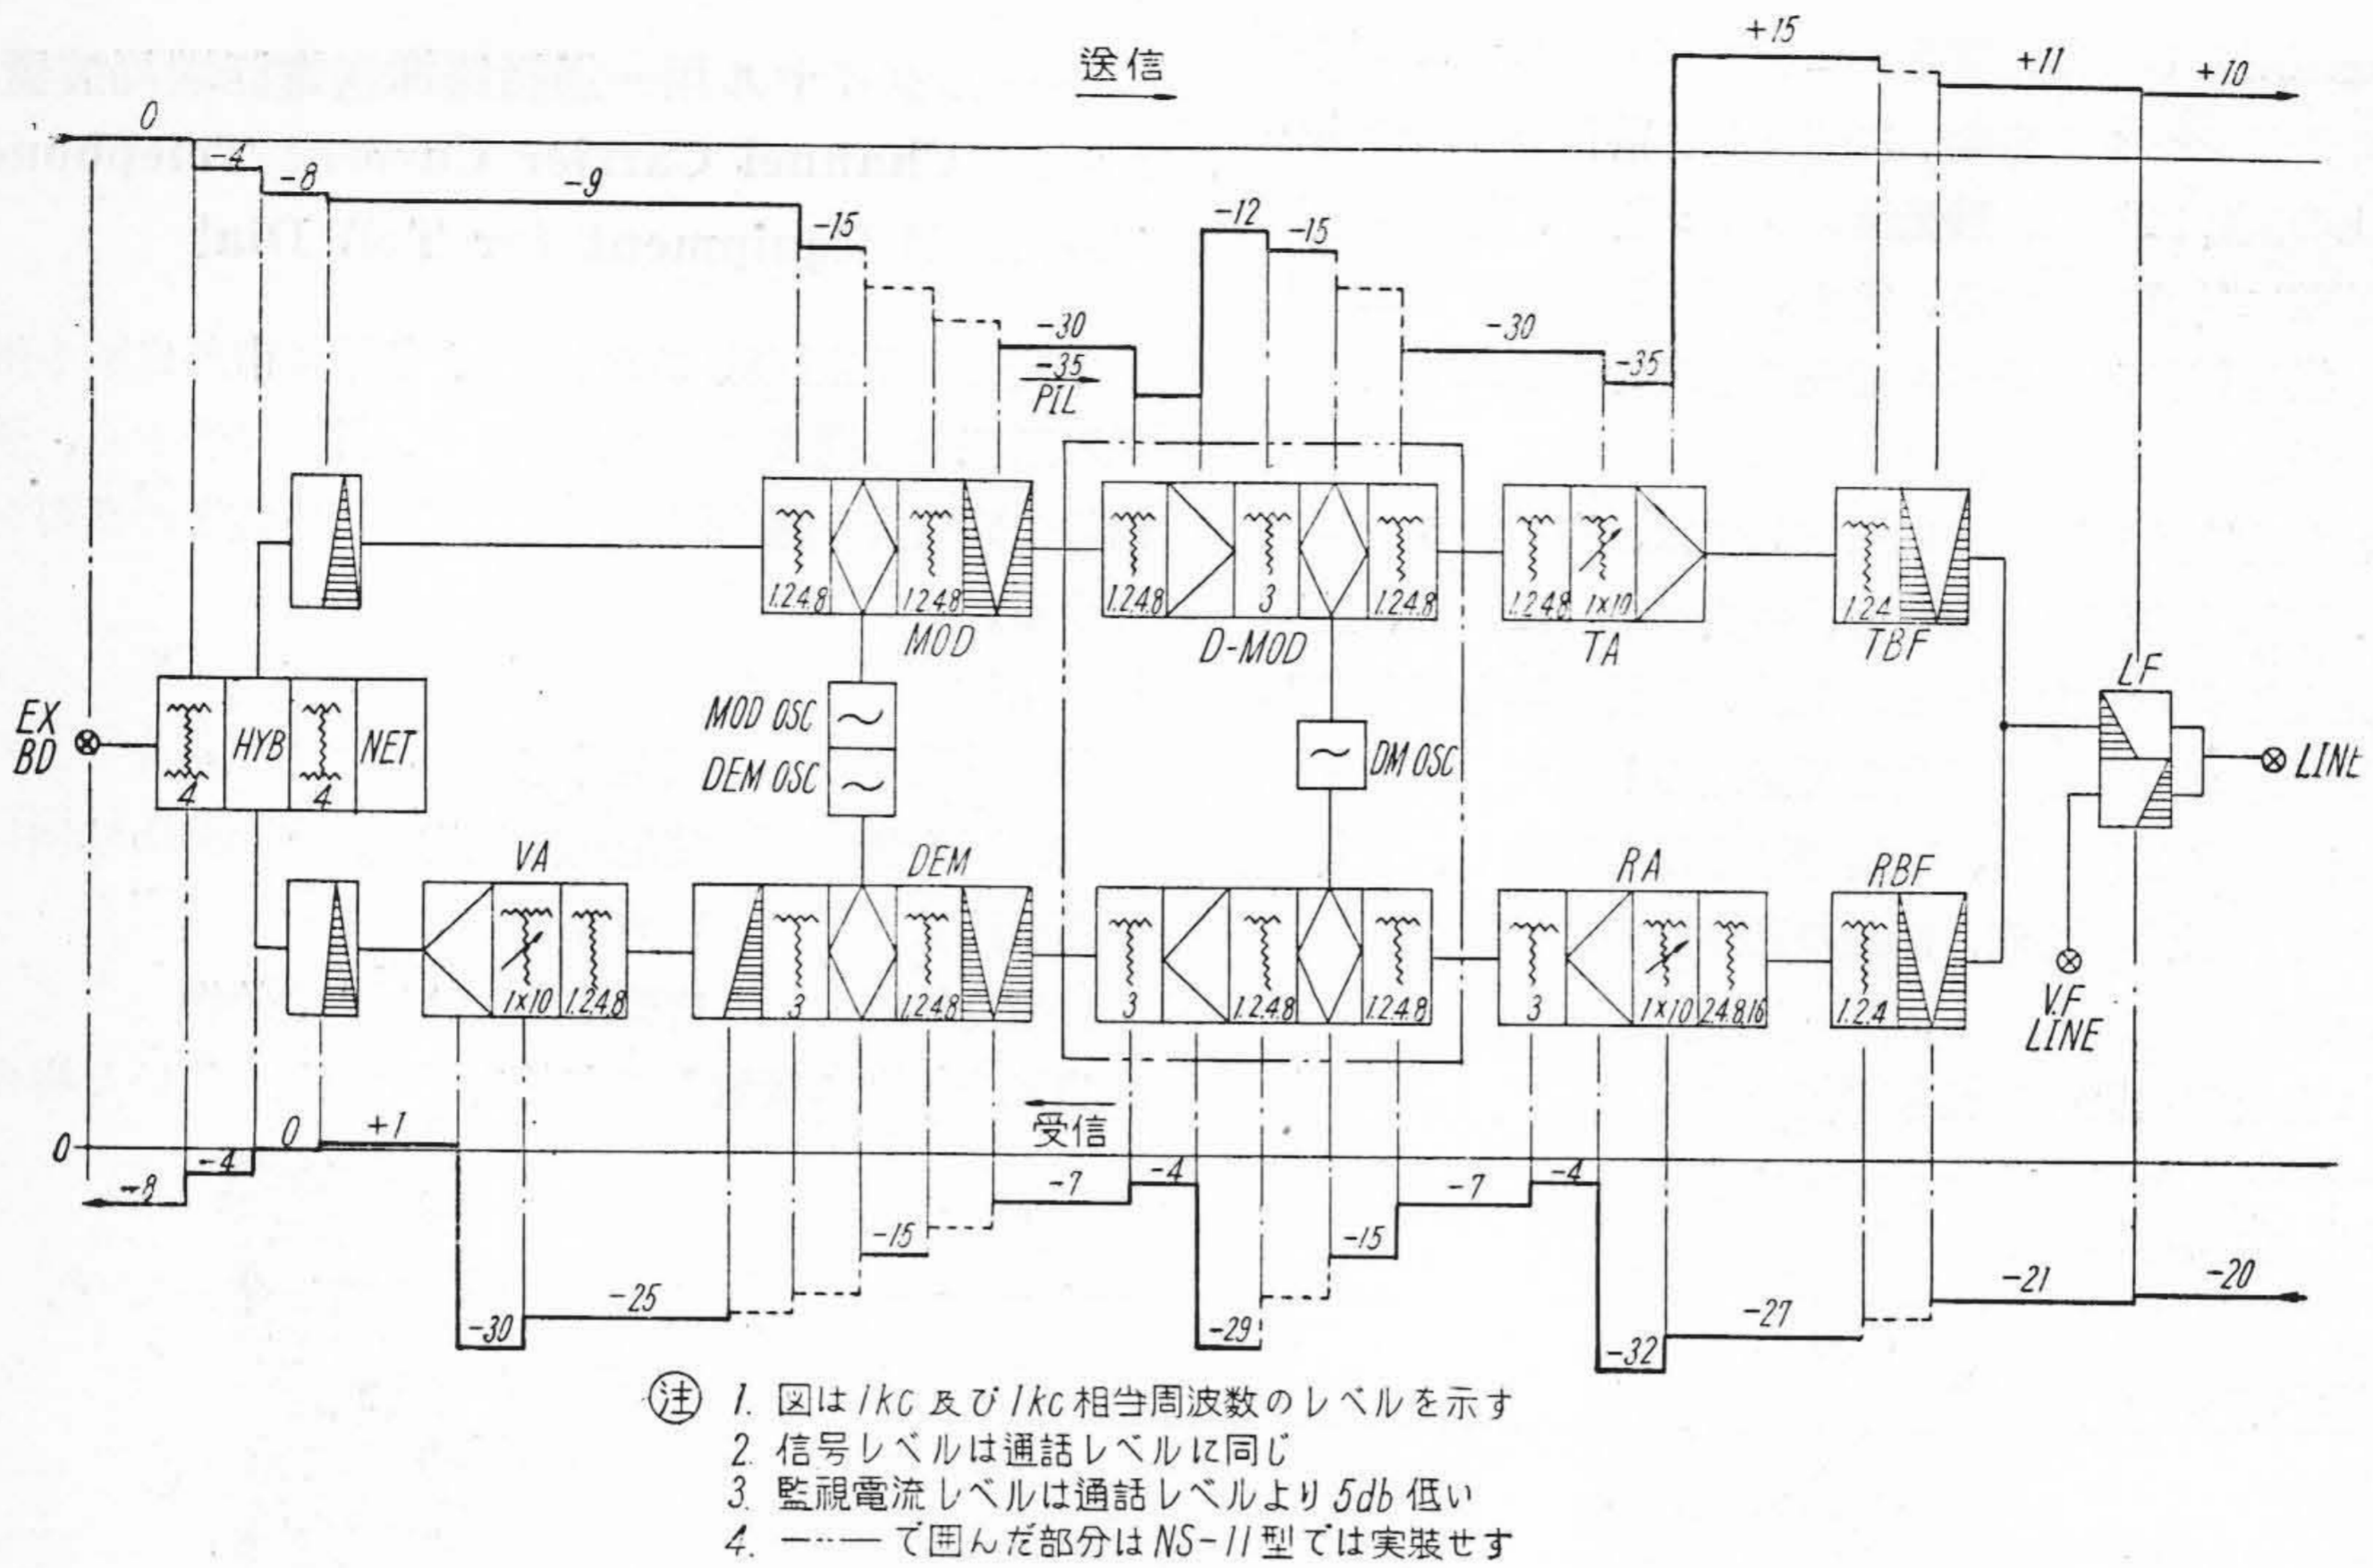 送信
+15
+11
+10
0
-4
-8
-9
-15
-12
-15
-30
-35
PIL
-30
-35
1.2.4.8
1.2.4.8
MOD
1.2.4.8
3
1.2.4.8
D-MOD
1.2.4.8
1×10
TA
1.2.4
TBF
LF
EX
BD
HYB
NET
4
4
MOD OSC
DEM OSC
DM OSC
LINE
VA
1×10
1.2.4.8
DEM
3
1.2.4.8
3
1.2.4.8
1.2.4.8
RA
3
1×10
2.4.8.16
RBF
1.2.4
V.F
LINE
受信
0
-8
-4
0
+1
-30
-25
-15
-7
-4
-29
-15
-7
-4
-32
-27
-21
-20
注 1. 図は1kc及び1kc相当周波数のレベルを示す
2. 信号レベルは通話レベルに同じ
3. 監視電流レベルは通話レベルより5db低い
4. ─‥─で囲んだ部分はNS-11型では実装せす